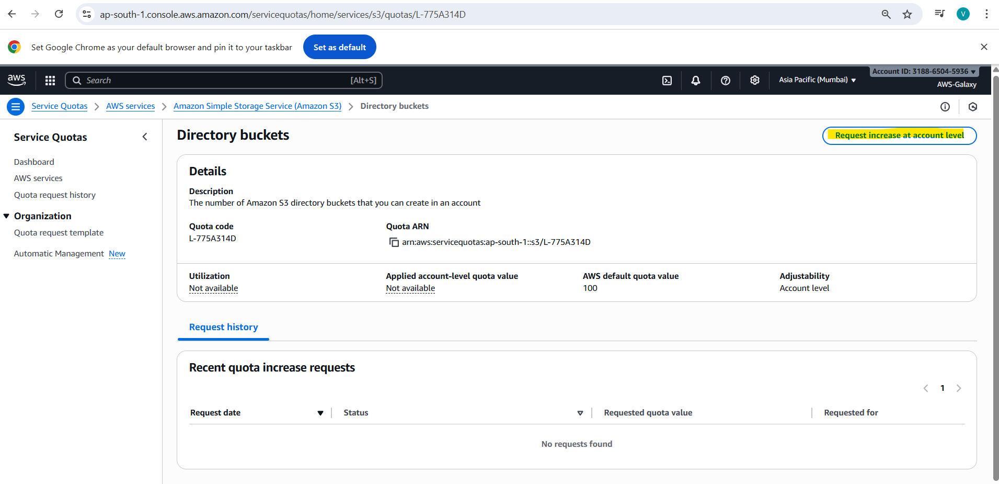 ap-south-1.console.aws.amazon.com/servicequotas/home/services/s3/quotas/L-775A314D
V
Set Google Chrome as your default browser and pin it to your taskbar
Set as default
aws
Search
[Alt+S]
Asia Pacific (Mumbai)
Account ID: 3188-6504-5936
AWS-Galaxy
Service Quotas
AWS services
Amazon Simple Storage Service (Amazon S3)
Directory buckets
Service Quotas
Dashboard
AWS services
Quota request history
Organization
Quota request template
Automatic Management New
Directory buckets
Request increase at account level
Details
Description
The number of Amazon S3 directory buckets that you can create in an account
Quota code
L-775A314D
Quota ARN
arn:aws:servicequotas:ap-south-1::s3/L-775A314D
Utilization
Not available
Applied account-level quota value
Not available
AWS default quota value
100
Adjustability
Account level
Request history
Recent quota increase requests
1
Request date
Status
Requested quota value
Requested for
No requests found